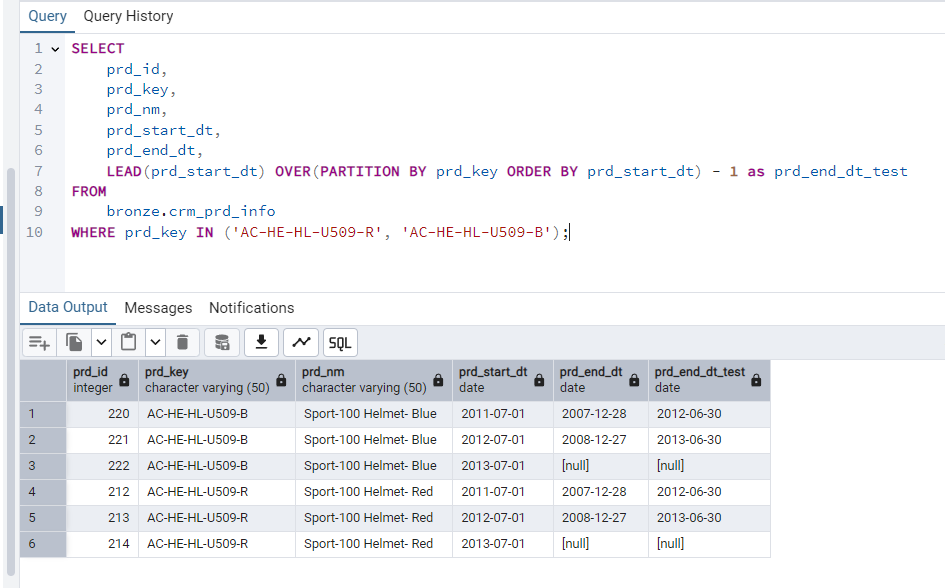 Query Query History
1 SELECT
2 prd_id,
3 prd_key,
4 prd_nm,
5 prd_start_dt,
6 prd_end_dt,
7 LEAD(prd_start_dt) OVER(PARTITION BY prd_key ORDER BY prd_start_dt) - 1 as prd_end_dt_test
8 FROM
9 bronze.crm_prd_info
10 WHERE prd_key IN ('AC-HE-HL-U509-R', 'AC-HE-HL-U509-B');
Data Output Messages Notifications
SQL
prd_id prd_key prd_nm prd_start_dt prd_end_dt prd_end_dt_test
integer character varying (50) character varying (50) date date date
1 220 AC-HE-HL-U509-B Sport-100 Helmet- Blue 2011-07-01 2007-12-28 2012-06-30
2 221 AC-HE-HL-U509-B Sport-100 Helmet- Blue 2012-07-01 2008-12-27 2013-06-30
3 222 AC-HE-HL-U509-B Sport-100 Helmet- Blue 2013-07-01 [null] [null]
4 212 AC-HE-HL-U509-R Sport-100 Helmet- Red 2011-07-01 2007-12-28 2012-06-30
5 213 AC-HE-HL-U509-R Sport-100 Helmet- Red 2012-07-01 2008-12-27 2013-06-30
6 214 AC-HE-HL-U509-R Sport-100 Helmet- Red 2013-07-01 [null] [null]